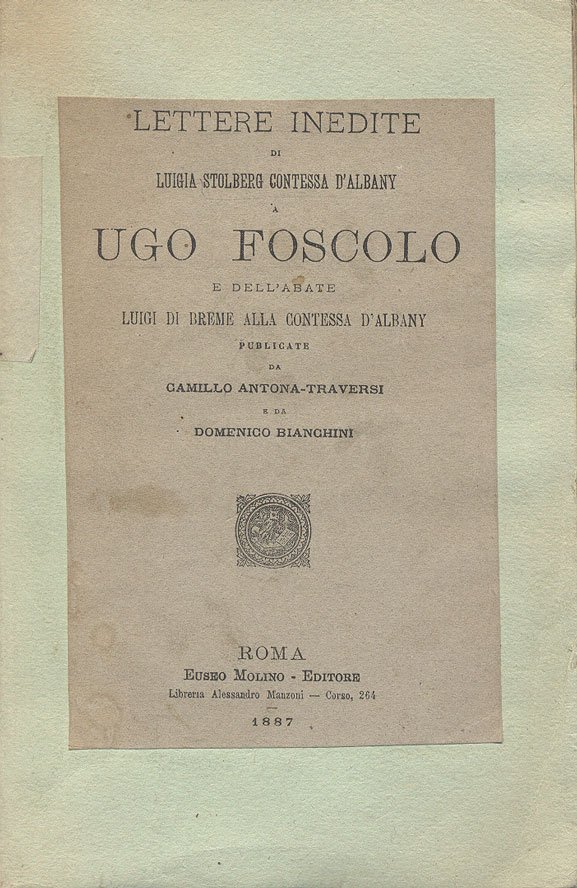 LETTERE INEDITE
DI
LUIGIA STOLBERG CONTESSA D'ALBANY
A
UGO FOSCOLO
E DELL'ABATE
LUIGI DI BREME ALLA CONTESSA D'ALBANY
PUBLICATE
DA
CAMILLO ANTONA-TRAVERSI
E DA
DOMENICO BIANCHINI
ROMA
EUSEO MOLINO - EDITORE
Libreria Alessandro Manzoni — Corso, 264
1887